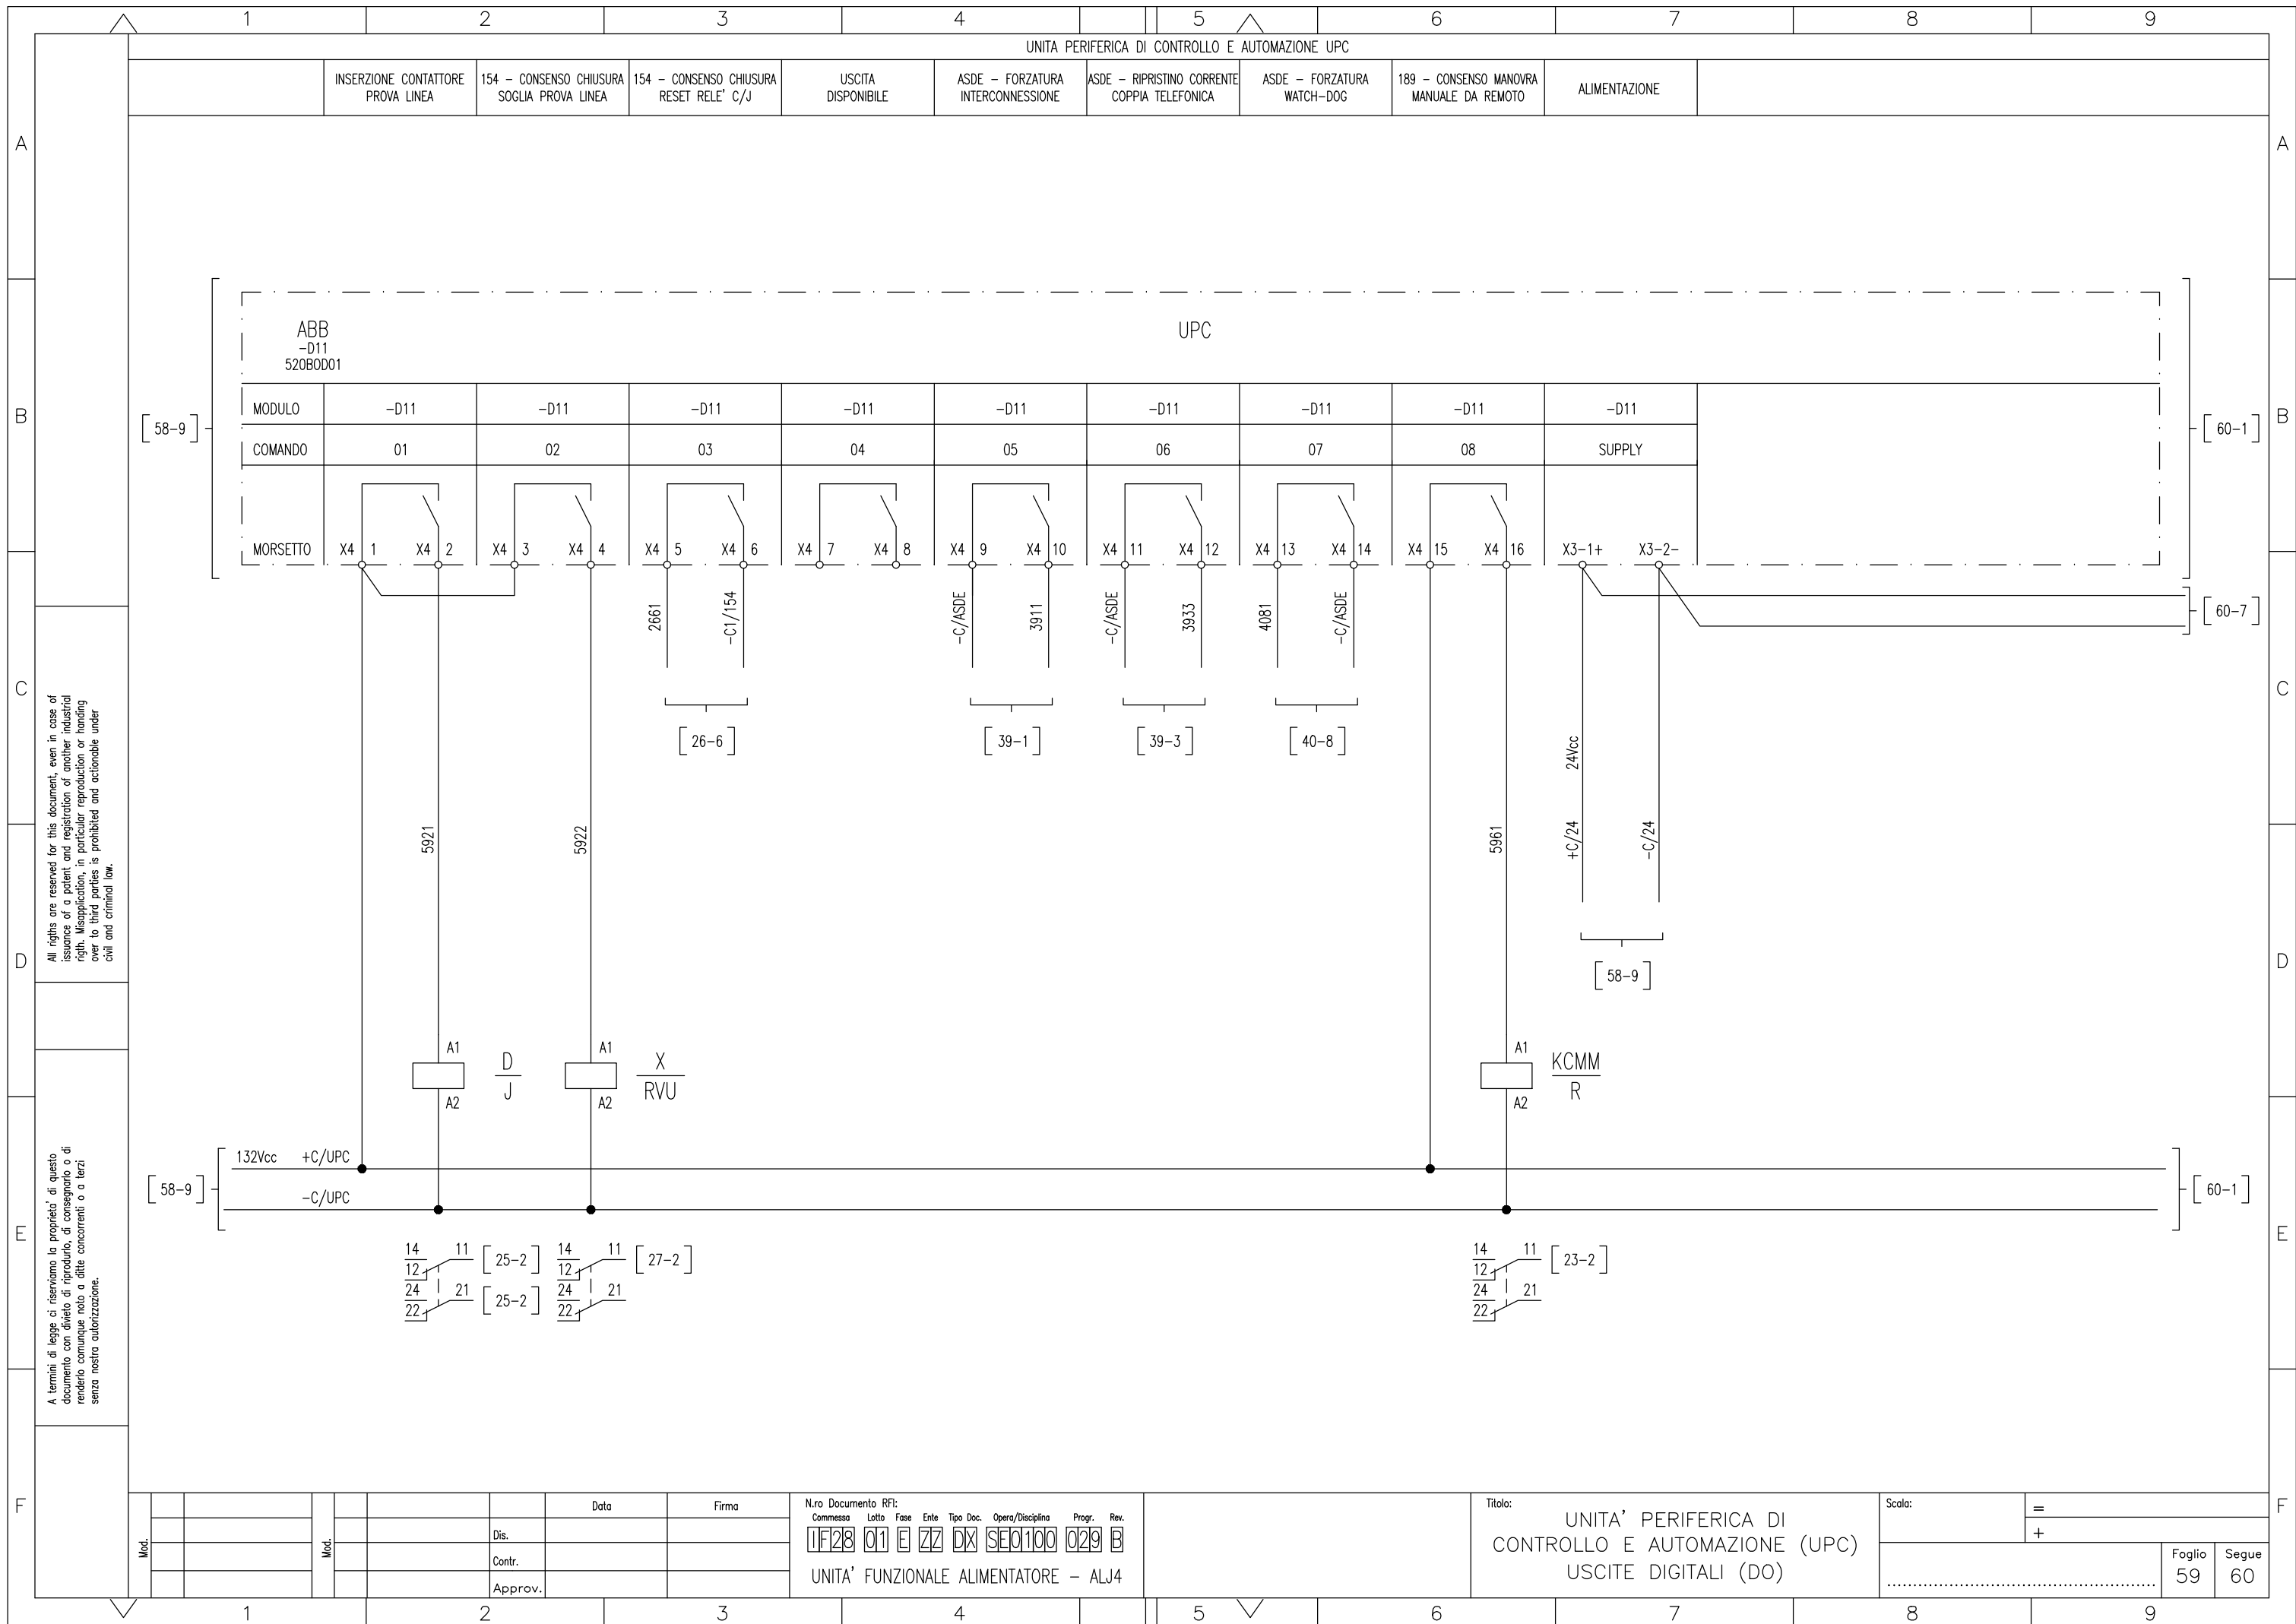 1 2 3 4 5 6 7 8 9
UNITA PERIFERICA DI CONTROLLO E AUTOMAZIONE UPC
INSERZIONE CONTATTORE
PROVA LINEA
154 – CONSENSO CHIUSURA
SOGLIA PROVA LINEA
154 – CONSENSO CHIUSURA
RESET RELE' C/J
USCITA
DISPONIBILE
ASDE – FORZATURA
INTERCONNESSIONE
ASDE – RIPRISTINO CORRENTE
COPPIA TELEFONICA
ASDE – FORZATURA
WATCH–DOG
189 – CONSENSO MANOVRA
MANUALE DA REMOTO
ALIMENTAZIONE
A A
ABB
–D11
520BOD01
UPC
B B
58–9
60–1
MODULO –D11 –D11 –D11 –D11 –D11 –D11 –D11 –D11 –D11
COMANDO 01 02 03 04 05 06 07 08 SUPPLY
MORSETTO X4 1 X4 2 X4 3 X4 4 X4 5 X4 6 X4 7 X4 8 X4 9 X4 10 X4 11 X4 12 X4 13 X4 14 X4 15 X4 16 X3–1+ X3–2–
60–7
2661
–C1/154
–C/ASDE
3911
–C/ASDE
3933
4081
–C/ASDE
C C
26–6
39–1
39–3
40–8
24Vcc
5921
5922
5961
+C/24
–C/24
All rigths are reserved for this document, even in case of
issuance of a patent and registration of another industrial
rigth. Misapplication, in particular reproduction or handing
over to third parties is prohibited and actionable under
civil and criminal law.
D D
58–9
A1 A2 D J
A1 A2 X RVU
A1 A2 KCMM R
58–9
132Vcc +C/UPC
–C/UPC
60–1
E E
14 11 25–2
12
24 21 25–2
22
14 11 27–2
12
24 21
22
14 11 23–2
12
24 21
22
A termini di legge ci riserviamo la proprieta' di questo
documento con divieto di riprodurlo, di consegnarlo o di
renderlo comunque noto a ditte concorrenti o a terzi
senza nostra autorizzazione.
F F
Mod.
Mod.
Data Firma
Dis.
Contr.
Approv.
N.ro Documento RFI:
Commessa Lotto Fase Ente Tipo Doc. Opera/Disciplina Progr. Rev.
IF28 01 E ZZ DX SE0100 029 B
UNITA' FUNZIONALE ALIMENTATORE – ALJ4
Titolo:
UNITA' PERIFERICA DI
CONTROLLO E AUTOMAZIONE (UPC)
USCITE DIGITALI (DO)
Scala:
=
+
Foglio Segue
59 60
1 2 3 4 5 6 7 8 9